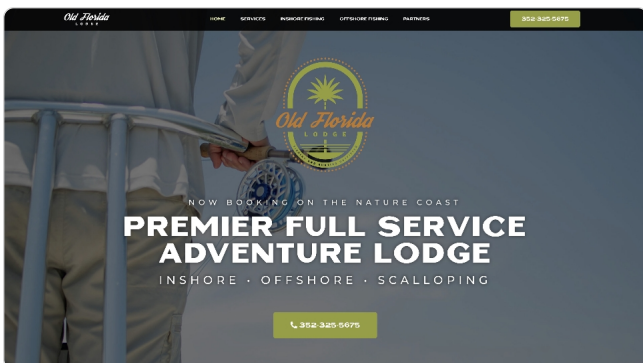 Old Florida
LODGE
HOME SERVICES INSHORE FISHING OFFSHORE FISHING PARTNERS
352-325-5675
Old Florida
LODGE
NOW BOOKING ON THE NATURE COAST
PREMIER FULL SERVICE
ADVENTURE LODGE
INSHORE • OFFSHORE • SCALLOPING
352-325-5675